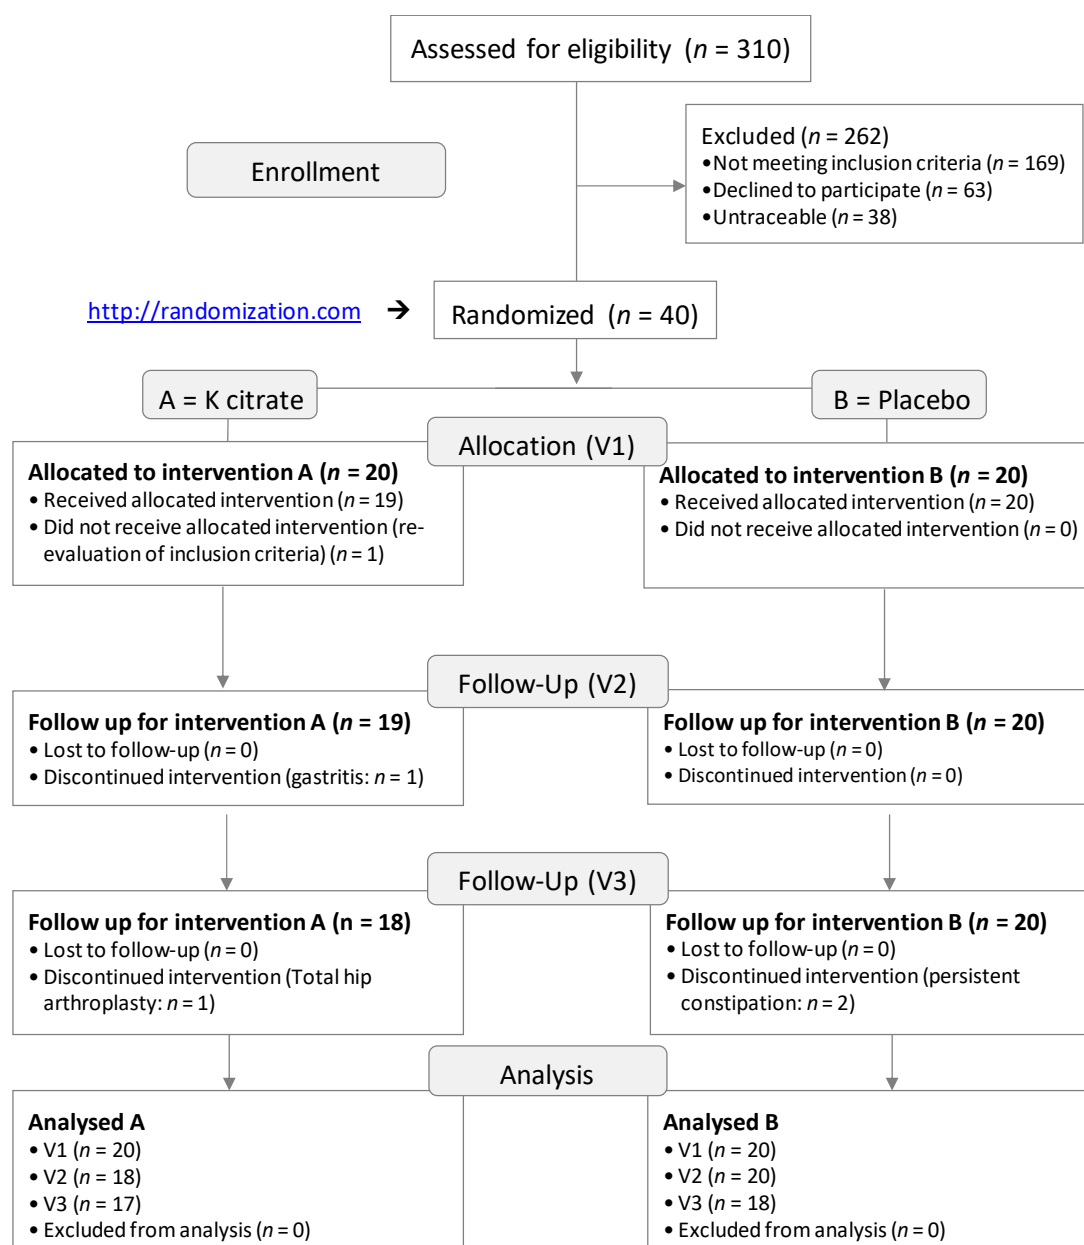 Assessed for eligibility (n = 310)
Excluded (n = 262)
•Not meeting inclusion criteria (n = 169)
•Declined to participate (n = 63)
•Untraceable (n = 38)
Enrollment
http://randomization.com ➔ Randomized (n = 40)
A = K citrate
B = Placebo
Allocation (V1)
Allocated to intervention A (n = 20)
• Received allocated intervention (n = 19)
• Did not receive allocated intervention (re-
evaluation of inclusion criteria) (n = 1)
Allocated to intervention B (n = 20)
• Received allocated intervention (n = 20)
• Did not receive allocated intervention (n = 0)
Follow-Up (V2)
Follow up for intervention A (n = 19)
• Lost to follow-up (n = 0)
• Discontinued intervention (gastritis: n = 1)
Follow up for intervention B (n = 20)
• Lost to follow-up (n = 0)
• Discontinued intervention (n = 0)
Follow-Up (V3)
Follow up for intervention A (n = 18)
• Lost to follow-up (n = 0)
• Discontinued intervention (Total hip
arthroplasty: n = 1)
Follow up for intervention B (n = 20)
• Lost to follow-up (n = 0)
• Discontinued intervention (persistent
constipation: n = 2)
Analysis
Analysed A
• V1 (n = 20)
• V2 (n = 18)
• V3 (n = 17)
• Excluded from analysis (n = 0)
Analysed B
• V1 (n = 20)
• V2 (n = 20)
• V3 (n = 18)
• Excluded from analysis (n = 0)